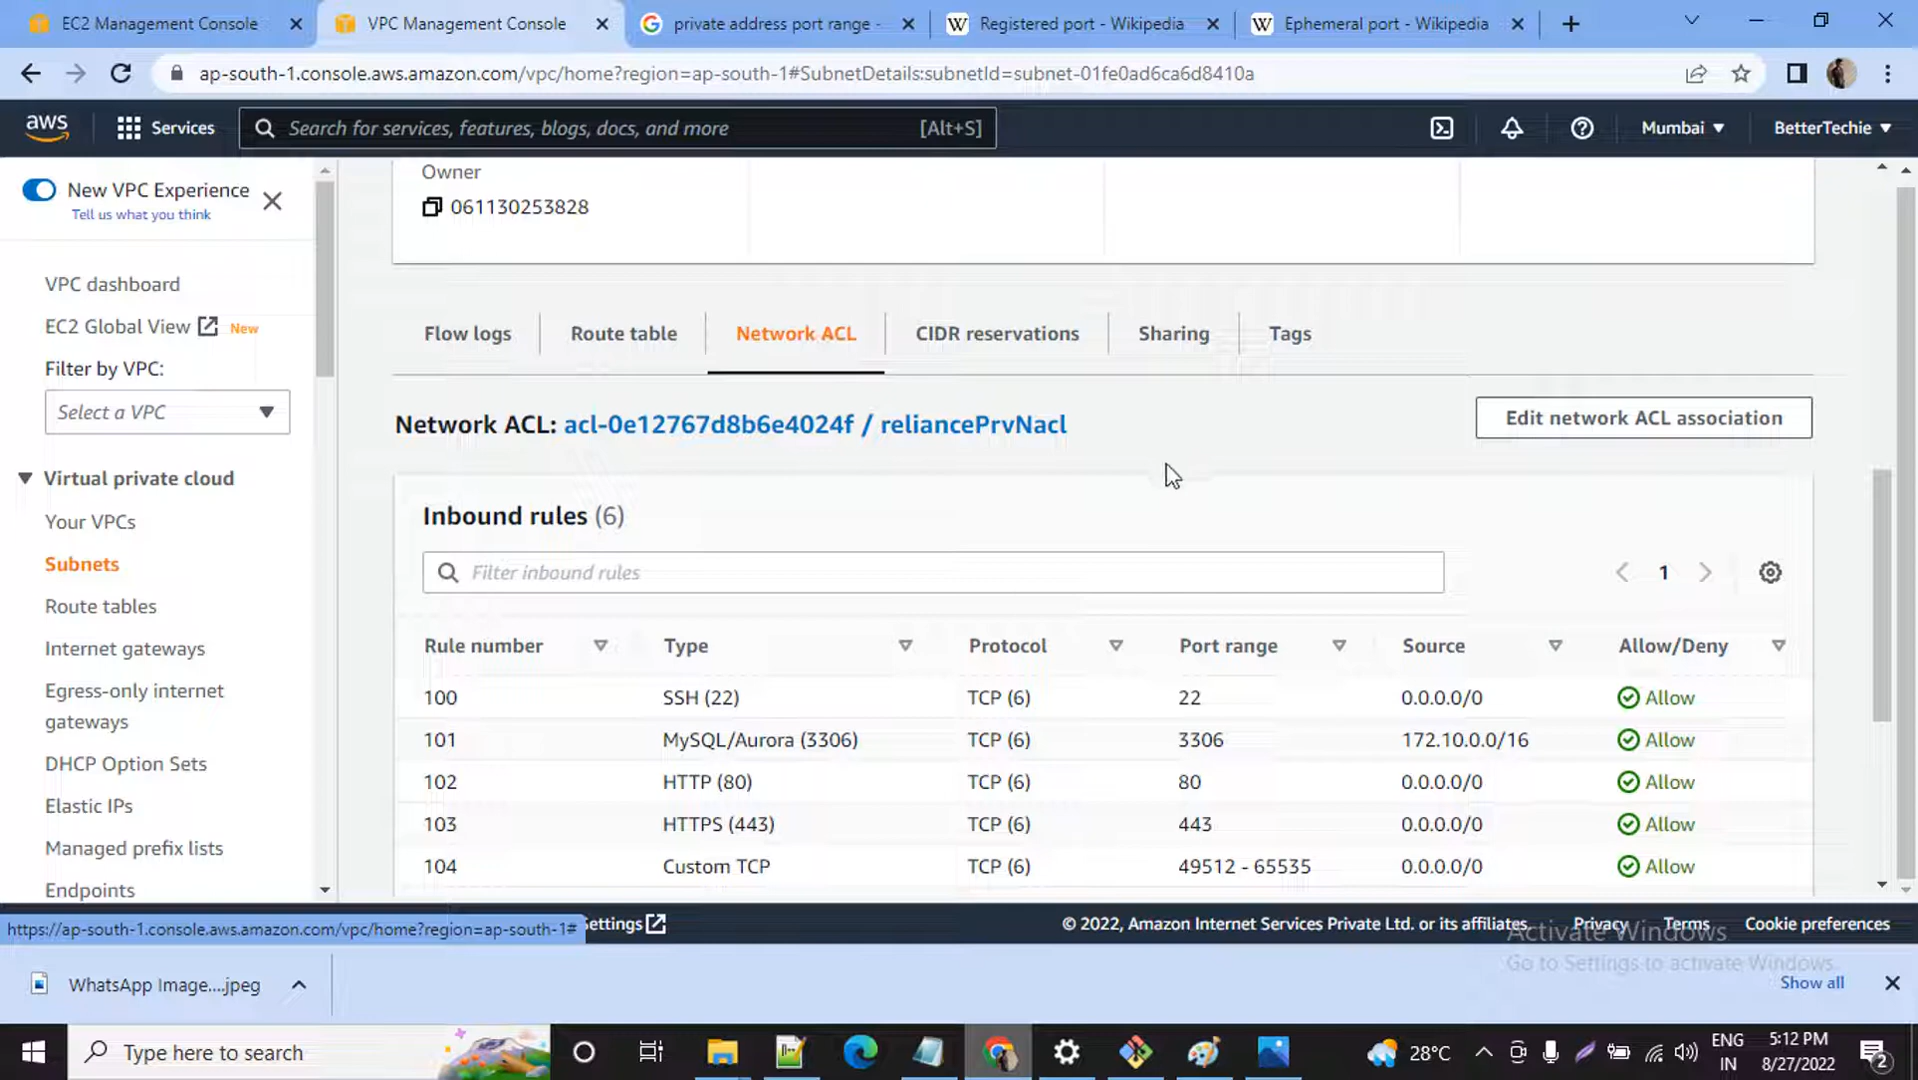 EC2 Management Console
VPC Management Console
private address port range -
Registered port - Wikipedia
Ephemeral port - Wikipedia
ap-south-1.console.aws.amazon.com/vpc/home?region=ap-south-1#SubnetDetails:subnetId=subnet-01fe0ad6ca6d8410a
aws
Services
Search for services, features, blogs, docs, and more
[Alt+S]
Mumbai
BetterTechie
New VPC Experience
Tell us what you think
VPC dashboard
EC2 Global View New
Filter by VPC:
Select a VPC
Virtual private cloud
Your VPCs
Subnets
Route tables
Internet gateways
Egress-only internet
gateways
DHCP Option Sets
Elastic IPs
Managed prefix lists
Endpoints
Owner
061130253828
Flow logs Route table Network ACL CIDR reservations Sharing Tags
Network ACL: acl-0e12767d8b6e4024f / reliancePrvNacl
Edit network ACL association
Inbound rules (6)
Filter inbound rules
1
Rule number Type Protocol Port range Source Allow/Deny
100 SSH (22) TCP (6) 22 0.0.0.0/0 Allow
101 MySQL/Aurora (3306) TCP (6) 3306 172.10.0.0/16 Allow
102 HTTP (80) TCP (6) 80 0.0.0.0/0 Allow
103 HTTPS (443) TCP (6) 443 0.0.0.0/0 Allow
104 Custom TCP TCP (6) 49512 - 65535 0.0.0.0/0 Allow
https://ap-south-1.console.aws.amazon.com/vpc/home?region=ap-south-1#
Settings
© 2022, Amazon Internet Services Private Ltd. or its affiliates.
Privacy Terms Cookie preferences
Activate Windows
Go to Settings to activate Windows.
WhatsApp Image....jpeg
Show all
Type here to search
28°C
ENG
IN
5:12 PM
8/27/2022
2